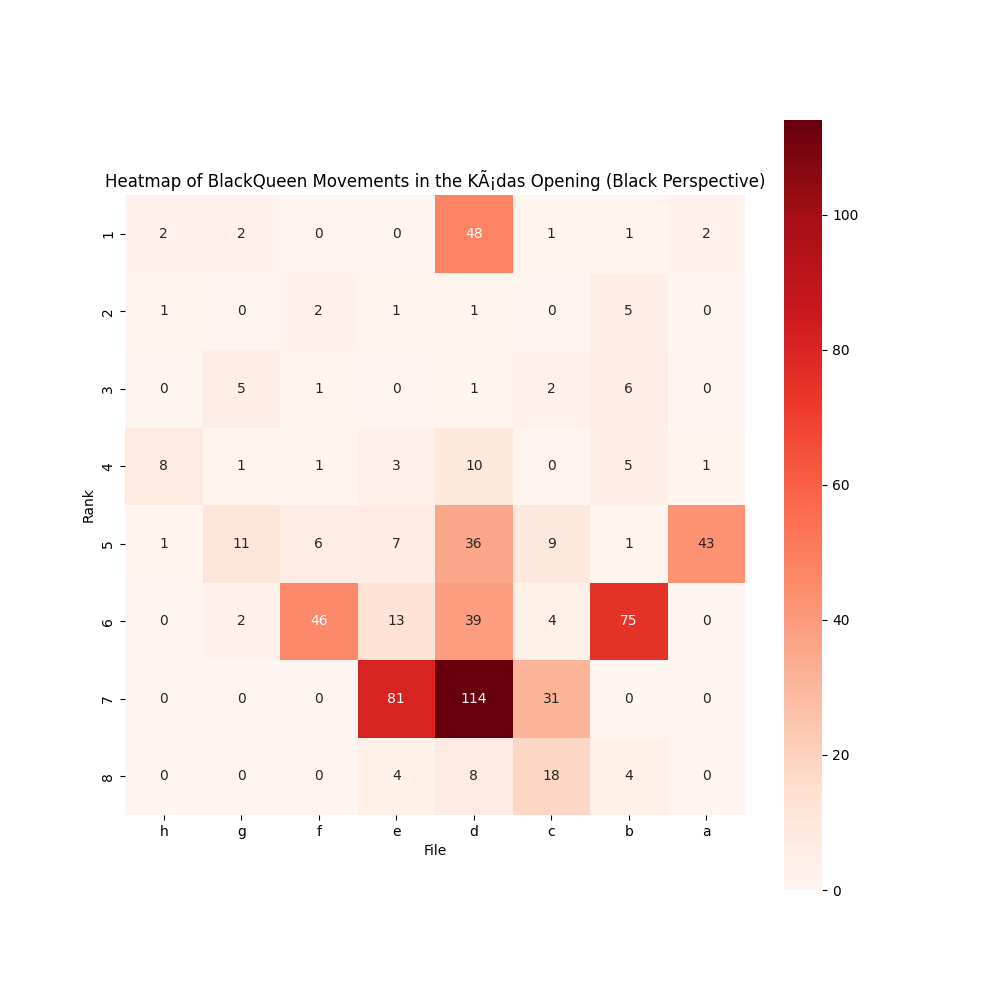 Heatmap of BlackQueen Movements in the KÃ¡das Opening (Black Perspective)
1 2 2 0 0 48 1 1 2
2 1 0 2 1 1 0 5 0
3 0 5 1 0 1 2 6 0
4 8 1 1 3 10 0 5 1
5 1 11 6 7 36 9 1 43
6 0 2 46 13 39 4 75 0
7 0 0 0 81 114 31 0 0
8 0 0 0 4 8 18 4 0
h g f e d c b a
File
Rank
100
80
60
40
20
0